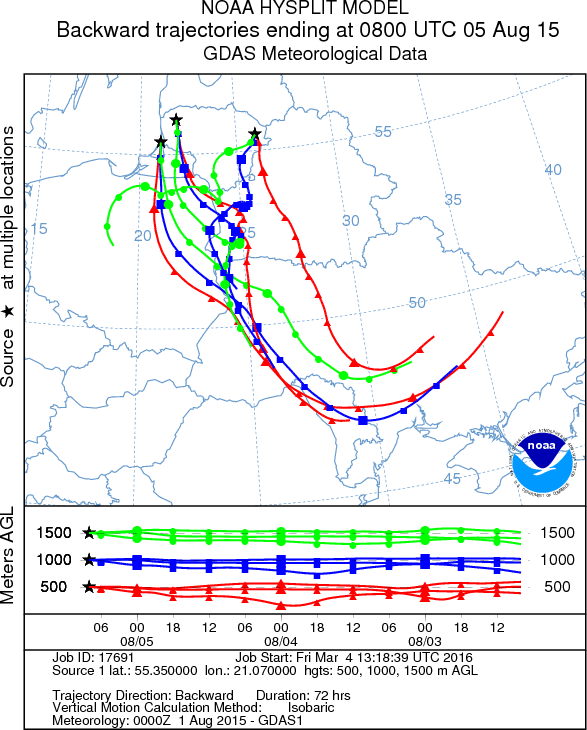 NOAA HYSPLIT MODEL
Backward trajectories ending at 0800 UTC 05 Aug 15
GDAS Meteorological Data
Source ★ at multiple locations
55
40
35
15
20
25
30
50
45
noaa
Meters AGL
1500 1500
1000 1000
500 500
06 00 18 12 06 00 18 12 06 00 18 12
08/05 08/04 08/03
Job ID: 17691 Job Start: Fri Mar 4 13:18:39 UTC 2016
Source 1 lat.: 55.350000 lon.: 21.070000 hgts: 500, 1000, 1500 m AGL
Trajectory Direction: Backward Duration: 72 hrs
Vertical Motion Calculation Method: Isobaric
Meteorology: 0000Z 1 Aug 2015 - GDAS1